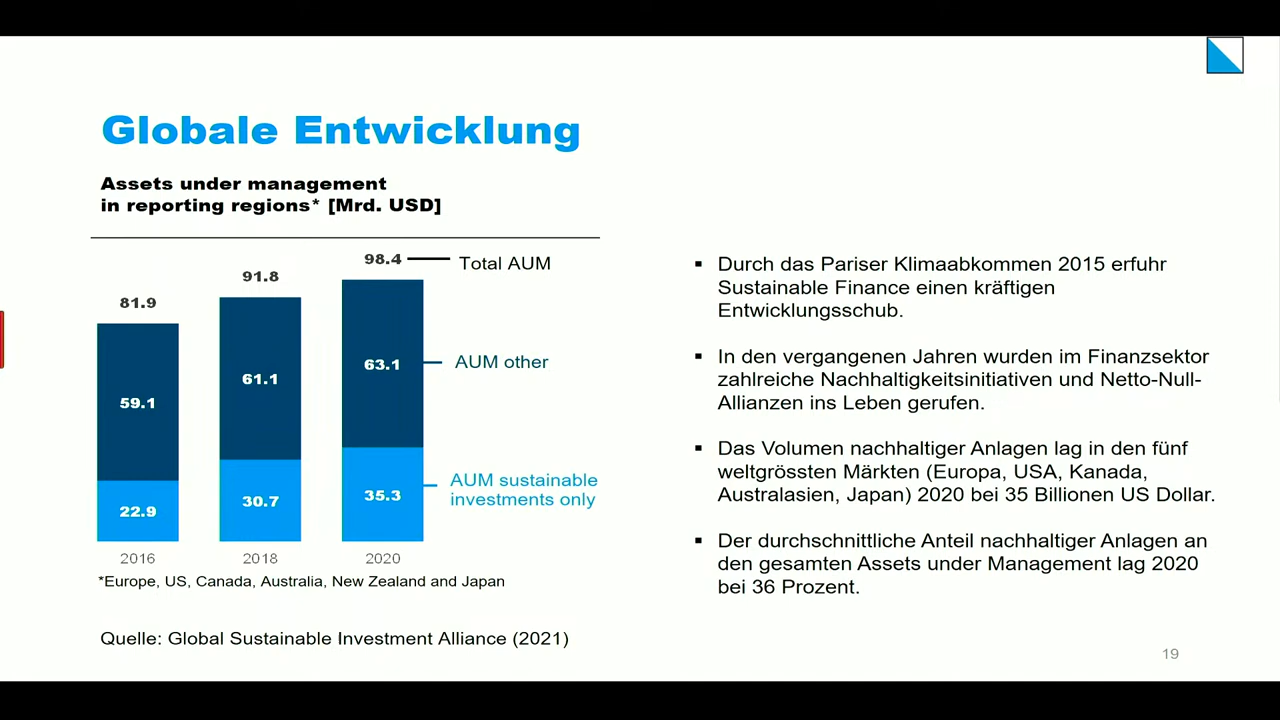 Globale Entwicklung
Assets under management
in reporting regions* [Mrd. USD]
98.4
Total AUM
91.8
81.9
63.1
AUM other
61.1
59.1
AUM sustainable
investments only
35.3
30.7
22.9
2016
2018
2020
*Europe, US, Canada, Australia, New Zealand and Japan
Quelle: Global Sustainable Investment Alliance (2021)
▪ Durch das Pariser Klimaabkommen 2015 erfuhr
Sustainable Finance einen kräftigen
Entwicklungsschub.
▪ In den vergangenen Jahren wurden im Finanzsektor
zahlreiche Nachhaltigkeitsinitiativen und Netto-Null-
Allianzen ins Leben gerufen.
▪ Das Volumen nachhaltiger Anlagen lag in den fünf
weltgrössten Märkten (Europa, USA, Kanada,
Australasien, Japan) 2020 bei 35 Billionen US Dollar.
▪ Der durchschnittliche Anteil nachhaltiger Anlagen an
den gesamten Assets under Management lag 2020
bei 36 Prozent.
19